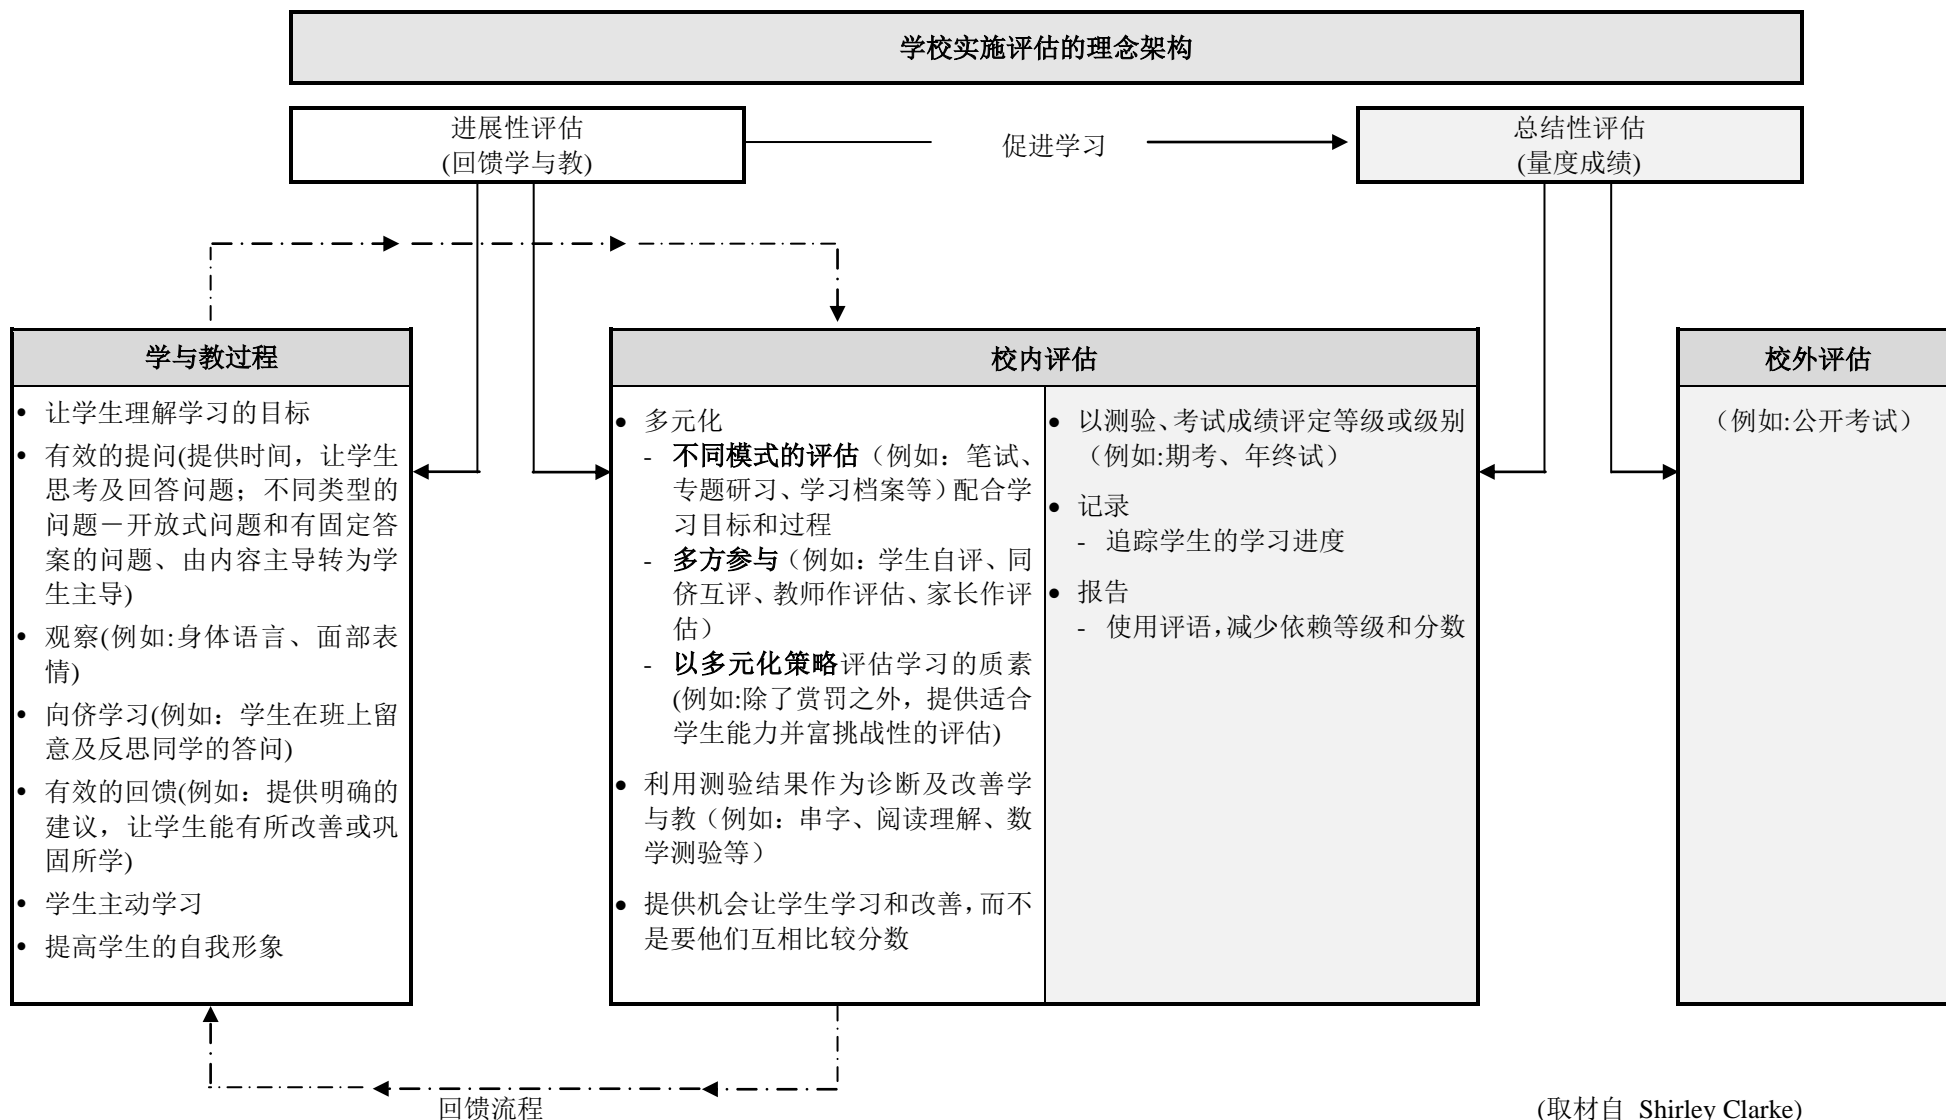 学校实施评估的理念架构
进展性评估
(回馈学与教)
促进学习
总结性评估
(量度成绩)
学与教过程
• 让学生理解学习的目标
• 有效的提问(提供时间，让学生
思考及回答问题；不同类型的
问题－开放式问题和有固定答
案的问题、由内容主导转为学
生主导)
• 观察(例如:身体语言、面部表
情)
• 向侪学习(例如：学生在班上留
意及反思同学的答问)
• 有效的回馈(例如：提供明确的
建议，让学生能有所改善或巩
固所学)
• 学生主动学习
• 提高学生的自我形象
校内评估
• 多元化
- 不同模式的评估（例如：笔试、
专题研习、学习档案等）配合学
习目标和过程
- 多方参与（例如：学生自评、同
侪互评、教师作评估、家长作评
估）
- 以多元化策略评估学习的质素
(例如:除了赏罚之外，提供适合
学生能力并富挑战性的评估)
• 利用测验结果作为诊断及改善学
与教（例如：串字、阅读理解、数
学测验等）
• 提供机会让学生学习和改善，而不
是要他们互相比较分数
• 以测验、考试成绩评定等级或级别
（例如:期考、年终试）
• 记录
- 追踪学生的学习进度
• 报告
- 使用评语，减少依赖等级和分数
校外评估
（例如:公开考试）
回馈流程
(取材自 Shirley Clarke)